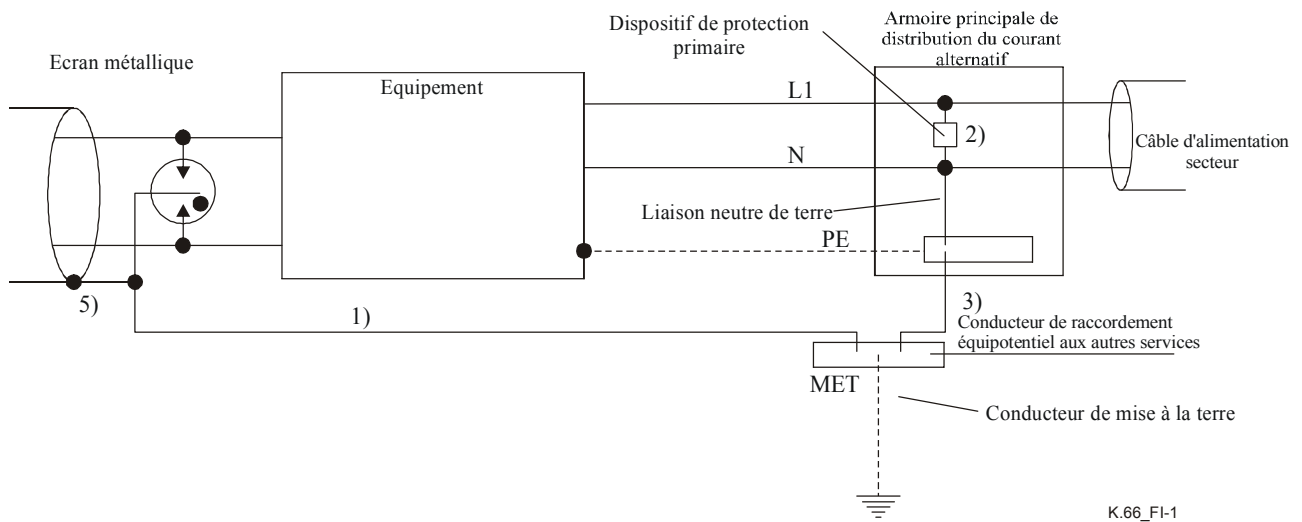 Dispositif de protection
primaire
Armoire principale de
distribution du courant
alternatif
Ecran métallique
Equipement
L1
2)
N
Câble d'alimentation
secteur
Liaison neutre de terre
PE
5)
1)
3)
Conducteur de raccordement
équipotentiel aux autres services
MET
Conducteur de mise à la terre
K.66_FI-1